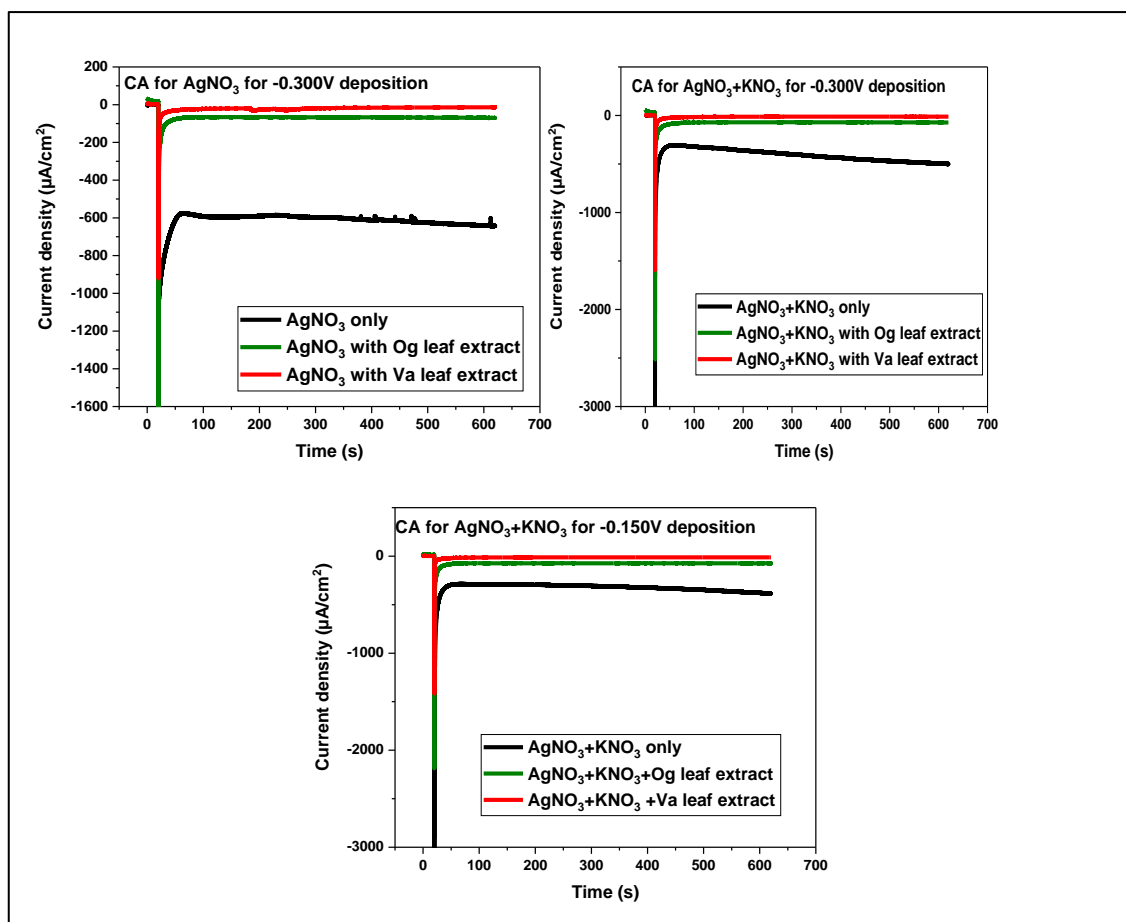 CA for AgNO₃ for -0.300V deposition
200
0
-200
-400
-600
-800
-1000
-1200
-1400
-1600
Current density (µA/cm²)
AgNO₃ only
AgNO₃ with Og leaf extract
AgNO₃ with Va leaf extract
0 100 200 300 400 500 600 700
Time (s)
CA for AgNO₃+KNO₃ for -0.300V deposition
0
-1000
-2000
-3000
Current density (µA/cm²)
AgNO₃+KNO₃ only
AgNO₃+KNO₃ with Og leaf extract
AgNO₃+KNO₃ with Va leaf extract
0 100 200 300 400 500 600 700
Time (s)
CA for AgNO₃+KNO₃ for -0.150V deposition
0
-1000
-2000
-3000
Current density (µA/cm²)
AgNO₃+KNO₃ only
AgNO₃+KNO₃+Og leaf extract
AgNO₃+KNO₃ +Va leaf extract
0 100 200 300 400 500 600 700
Time (s)